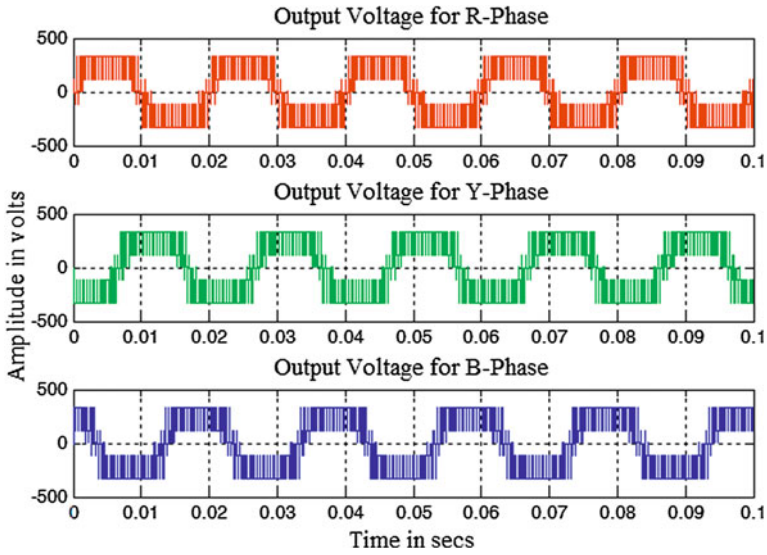 Output Voltage for R-Phase
500
0
-500
0 0.01 0.02 0.03 0.04 0.05 0.06 0.07 0.08 0.09 0.1
Output Voltage for Y-Phase
500
0
-500
0 0.01 0.02 0.03 0.04 0.05 0.06 0.07 0.08 0.09 0.1
Amplitude in volts
Output Voltage for B-Phase
500
0
-500
0 0.01 0.02 0.03 0.04 0.05 0.06 0.07 0.08 0.09 0.1
Time in secs